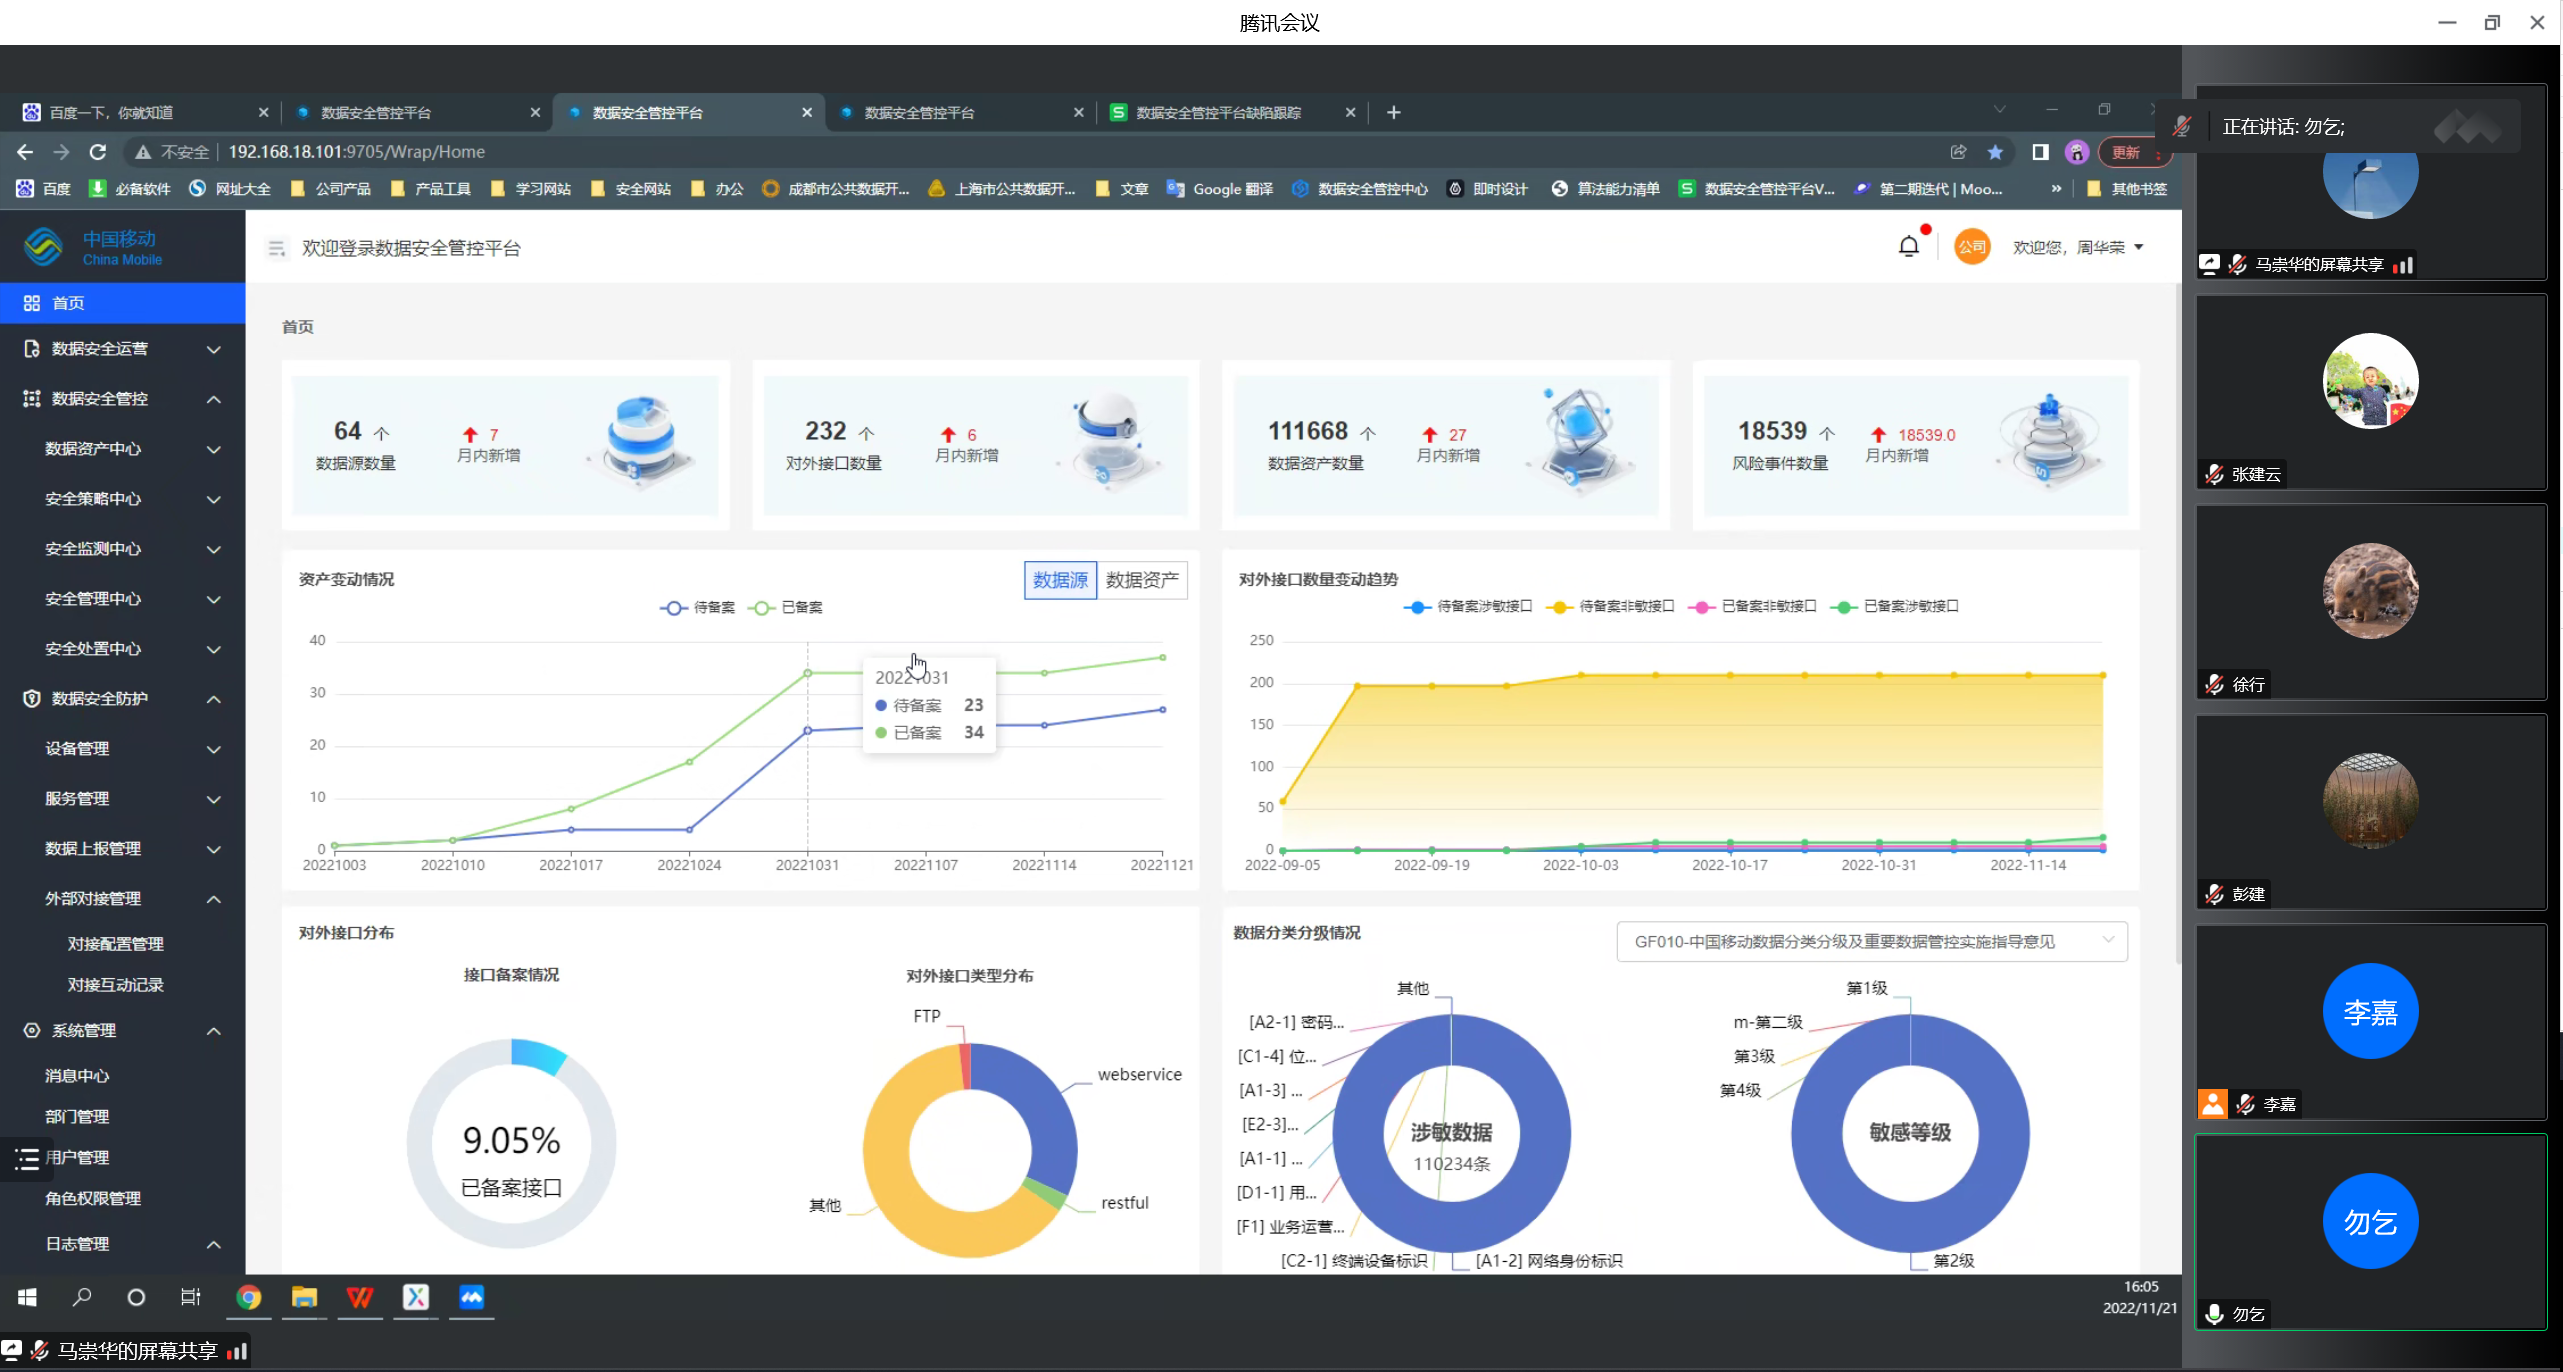 腾讯会议
百度一下，你就知道
数据安全管控平台
数据安全管控平台
数据安全管控平台
数据安全管控平台缺陷跟踪
正在讲话: 勿乞;
不安全 192.168.18.101:9705/Wrap/Home
更新
百度 必备软件 网址大全 公司产品 产品工具 学习网站 安全网站 办公 成都市公共数据开... 上海市公共数据开... 文章 Google 翻译 数据安全管控中心 即时设计 算法能力清单 数据安全管控平台V... 第二期迭代 | Moo... » 其他书签
中国移动
China Mobile
欢迎登录数据安全管控平台
公司
欢迎您，周华荣
首页
数据安全运营
数据安全管控
数据资产中心
安全策略中心
安全监测中心
安全管理中心
安全处置中心
数据安全防护
设备管理
服务管理
数据上报管理
外部对接管理
对接配置管理
对接互动记录
系统管理
消息中心
部门管理
用户管理
角色权限管理
日志管理
首页
64 个
数据源数量
7
月内新增
232 个
对外接口数量
6
月内新增
111668 个
数据资产数量
27
月内新增
18539 个
风险事件数量
18539.0
月内新增
资产变动情况
数据源 数据资产
待备案 已备案
40
30
20
10
0
20221003 20221010 20221017 20221024 20221031 20221107 20221114 20221121
20221031
待备案 23
已备案 34
对外接口数量变动趋势
待备案涉敏接口 待备案非敏接口 已备案非敏接口 已备案涉敏接口
250
200
150
100
50
0
2022-09-05 2022-09-19 2022-10-03 2022-10-17 2022-10-31 2022-11-14
对外接口分布
接口备案情况
9.05%
已备案接口
对外接口类型分布
FTP
webservice
restful
其他
数据分类分级情况
GF010-中国移动数据分类分级及重要数据管控实施指导意见
其他
[A2-1] 密码...
[C1-4] 位...
[A1-3] ...
[E2-3]...
[A1-1] ...
[D1-1] 用...
[F1] 业务运营...
[C2-1] 终端设备标识
[A1-2] 网络身份标识
涉敏数据
110234条
第1级
m-第二级
第3级
第4级
敏感等级
第2级
16:05
2022/11/21
马崇华的屏幕共享
马崇华的屏幕共享
张建云
徐行
彭建
李嘉
李嘉
勿乞
勿乞